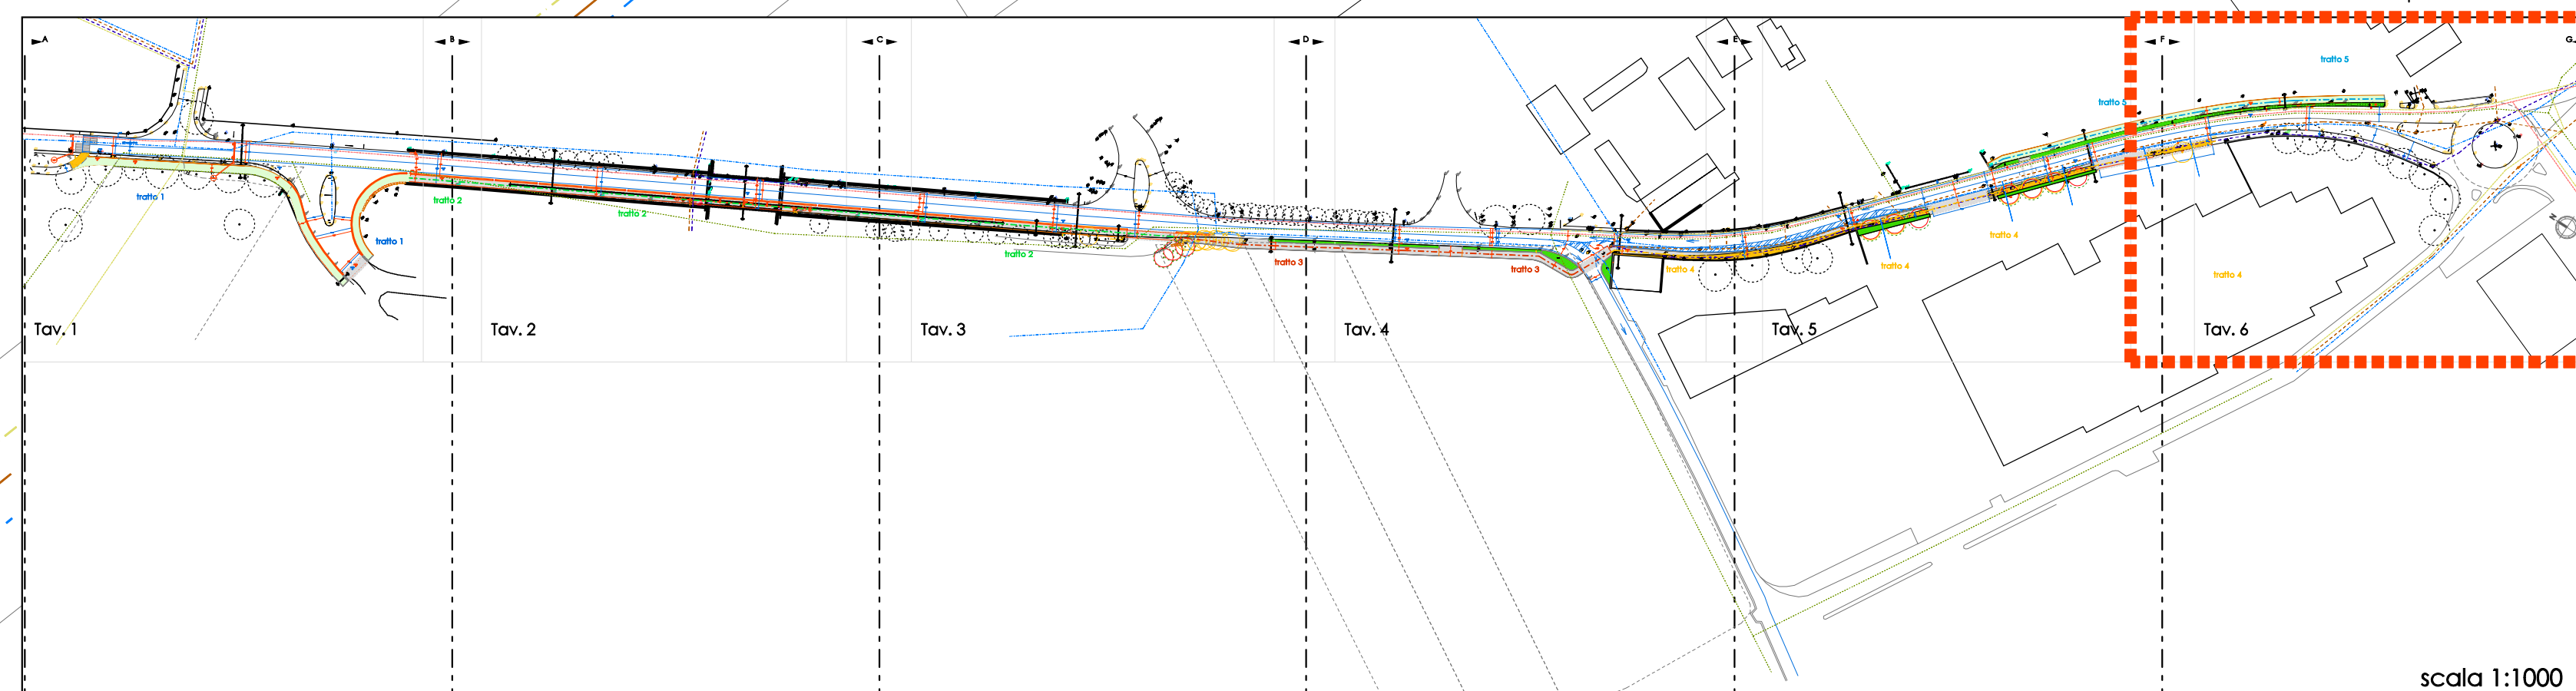 A
B
C
D
E
F
G
tratto 5
tratto 5
tratto 1
tratto 2
tratto 2
tratto 1
tratto 2
tratto 3
tratto 3
tratto 4
tratto 4
tratto 4
tratto 4
Tav. 1
Tav. 2
Tav. 3
Tav. 4
Tav. 5
Tav. 6
N
scala 1:1000